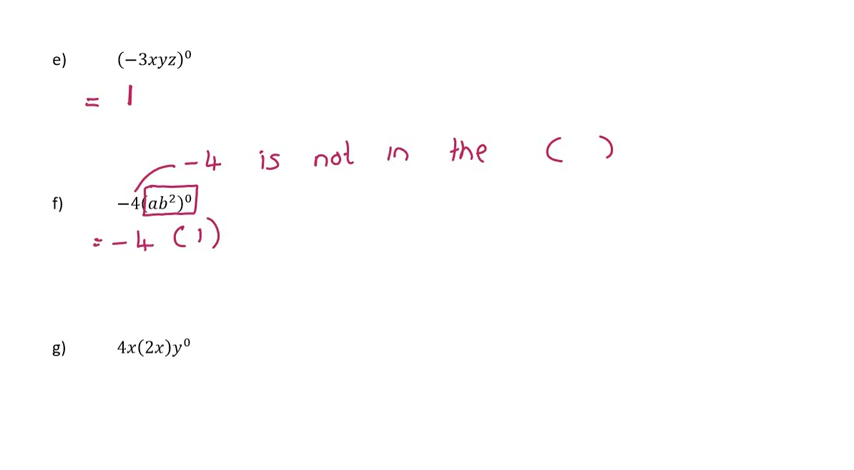 e) (−3xyz)⁰
= 1
-4 is not in the ( )
f) −4(ab²)⁰
= -4 (1)
g) 4x(2x)y⁰